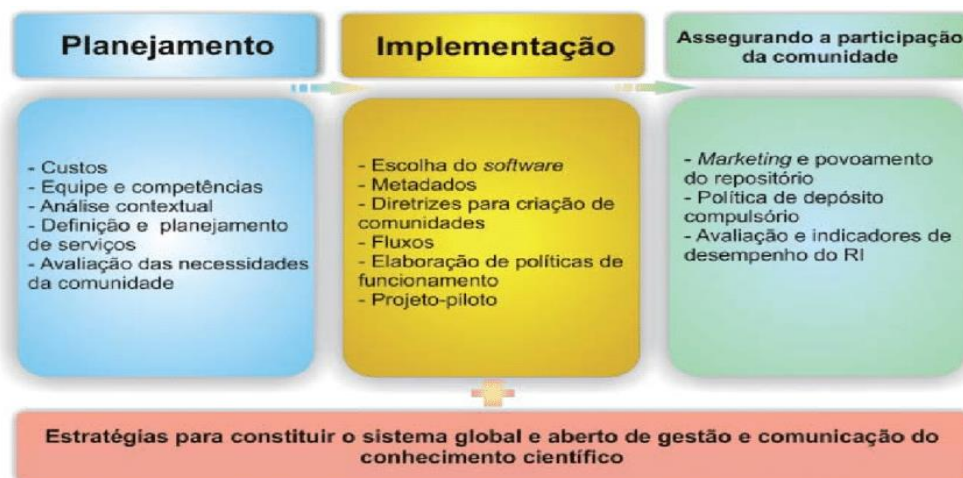 Planejamento
Implementação
Assegurando a participação
da comunidade
- Custos
- Equipe e competências
- Análise contextual
- Definição e planejamento
de serviços
- Avaliação das necessidades
da comunidade
- Escolha do software
- Metadados
- Diretrizes para criação de
comunidades
- Fluxos
- Elaboração de políticas de
funcionamento
- Projeto-piloto
- Marketing e povoamento
do repositório
- Política de depósito
compulsório
- Avaliação e indicadores de
desempenho do RI
Estratégias para constituir o sistema global e aberto de gestão e comunicação do
conhecimento científico